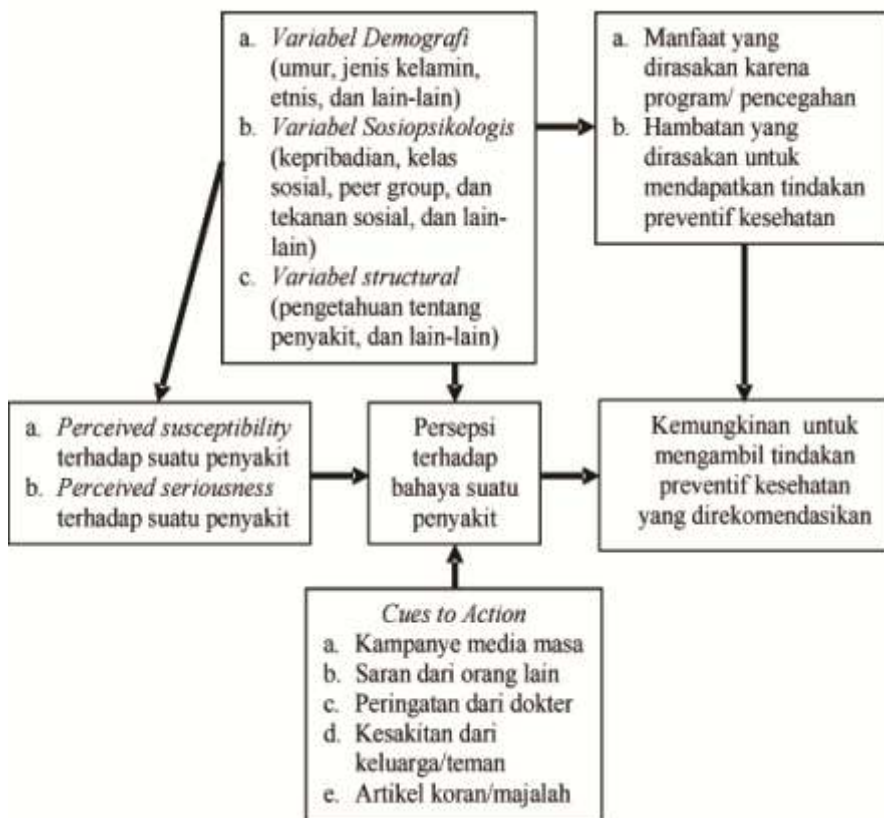 a. Variabel Demografi
(umur, jenis kelamin,
etnis, dan lain-lain)
b. Variabel Sosiopsikologis
(kepribadian, kelas
sosial, peer group, dan
tekanan sosial, dan lain-
lain)
c. Variabel structural
(pengetahuan tentang
penyakit, dan lain-lain)
a. Manfaat yang
dirasakan karena
program/ pencegahan
b. Hambatan yang
dirasakan untuk
mendapatkan tindakan
preventif kesehatan
a. Perceived susceptibility
terhadap suatu penyakit
b. Perceived seriousness
terhadap suatu penyakit
Persepsi
terhadap
bahaya suatu
penyakit
Kemungkinan untuk
mengambil tindakan
preventif kesehatan
yang direkomendasikan
Cues to Action
a. Kampanye media masa
b. Saran dari orang lain
c. Peringatan dari dokter
d. Kesakitan dari
keluarga/teman
e. Artikel koran/majalah